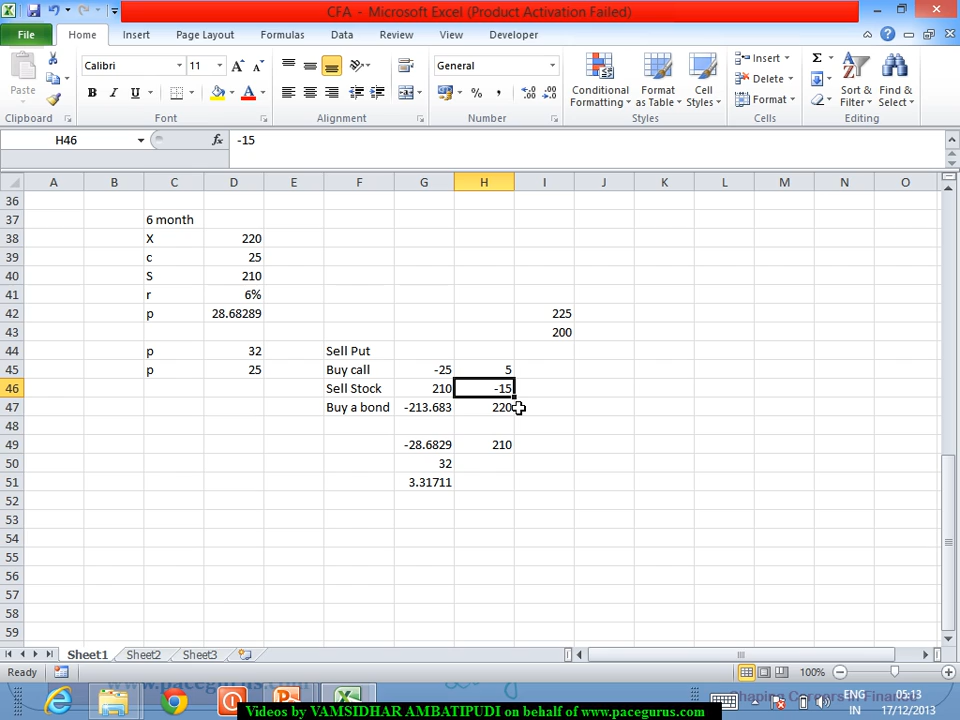 CFA - Microsoft Excel (Product Activation Failed)
File Home Insert Page Layout Formulas Data Review View Developer
Paste
Calibri 11
B I U
A
General
% ,
Conditional Formatting
Format as Table
Cell Styles
Insert
Delete
Format
Σ
Sort & Filter
Find & Select
Clipboard Font Alignment Number Styles Cells Editing
H46 fx -15
A B C D E F G H I J K L M N O
36
37 6 month
38 X 220
39 c 25
40 S 210
41 r 6%
42 p 28.68289 225
43 200
44 p 32 Sell Put
45 p 25 Buy call -25 5
46 Sell Stock 210 -15
47 Buy a bond -213.683 220
48
49 -28.6829 210
50 32
51 3.31711
52
53
54
55
56
57
58
59
Sheet1 Sheet2 Sheet3
Ready 100%
www.pacegurus.com
Shaping Careers in Finance
ENG
IN
05:13
17/12/2013
Videos by VAMSIDHAR AMBATIPUDI on behalf of www.pacegurus.com